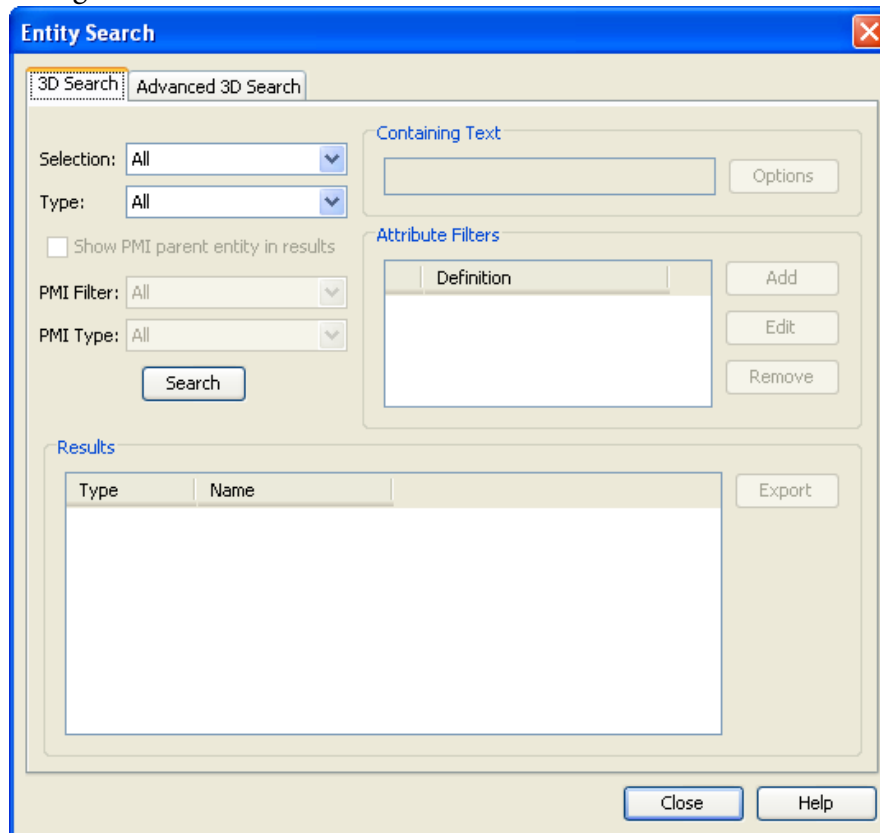 Entity Search
3D Search Advanced 3D Search
Selection: All
Type: All
Show PMI parent entity in results
PMI Filter: All
PMI Type: All
Search
Containing Text
Options
Attribute Filters
Definition
Add
Edit
Remove
Results
Type Name
Export
Close Help